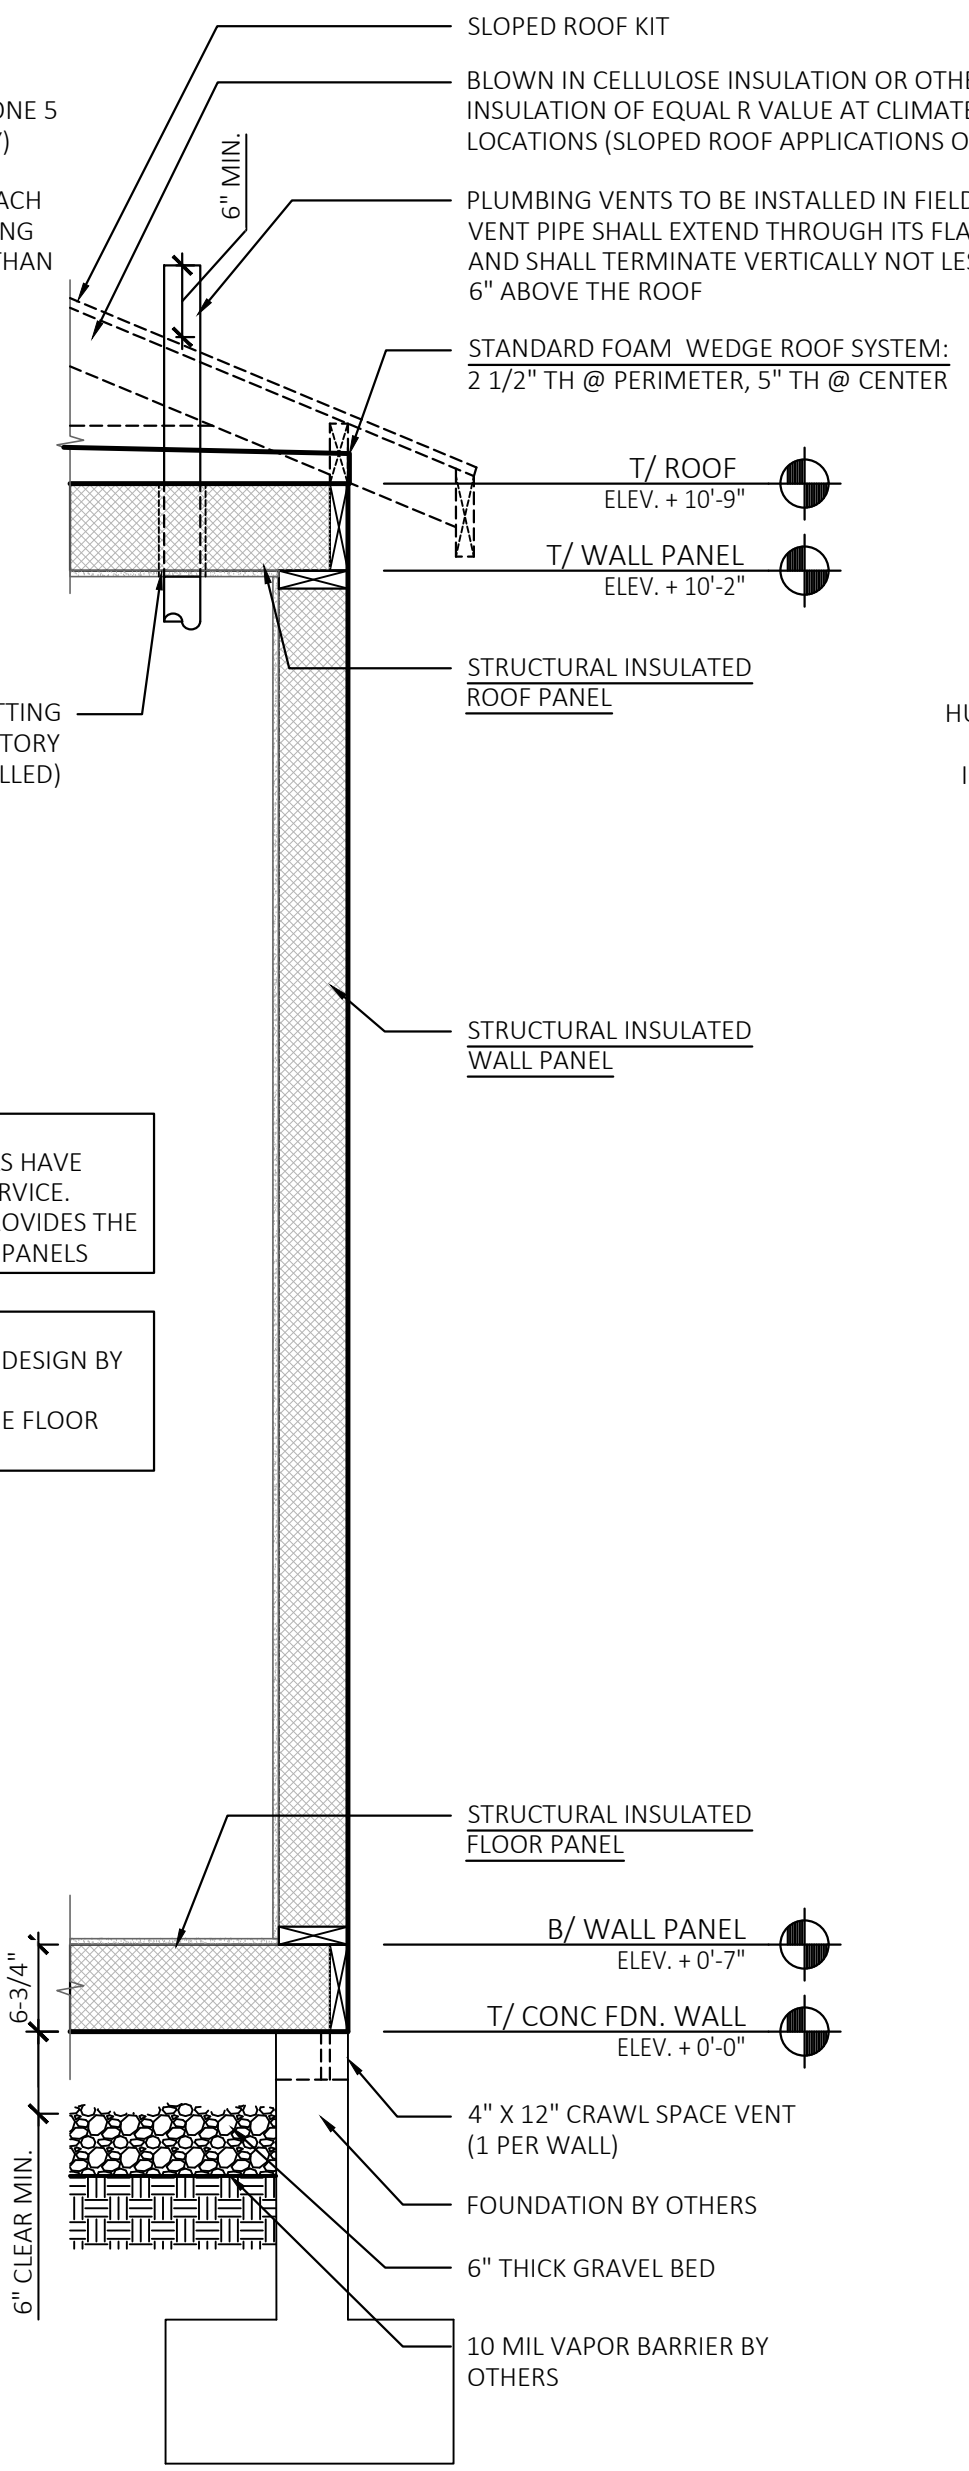 SLOPED ROOF KIT
BLOWN IN CELLULOSE INSULATION OR OTHE
INSULATION OF EQUAL R VALUE AT CLIMATE
LOCATIONS (SLOPED ROOF APPLICATIONS O
ONE 5
ACH
NG
THAN
6" MIN.
PLUMBING VENTS TO BE INSTALLED IN FIELD
VENT PIPE SHALL EXTEND THROUGH ITS FLA
AND SHALL TERMINATE VERTICALLY NOT LES
6" ABOVE THE ROOF
STANDARD FOAM WEDGE ROOF SYSTEM:
2 1/2" TH @ PERIMETER, 5" TH @ CENTER
T/ ROOF
ELEV. + 10'-9"
T/ WALL PANEL
ELEV. + 10'-2"
STRUCTURAL INSULATED
ROOF PANEL
TTING
TORY
LLED)
HU
I
STRUCTURAL INSULATED
WALL PANEL
S HAVE
RVICE.
OVIDES THE
PANELS
DESIGN BY
E FLOOR
STRUCTURAL INSULATED
FLOOR PANEL
B/ WALL PANEL
ELEV. + 0'-7"
6-3/4"
T/ CONC FDN. WALL
ELEV. + 0'-0"
4" X 12" CRAWL SPACE VENT
(1 PER WALL)
6" CLEAR MIN.
FOUNDATION BY OTHERS
6" THICK GRAVEL BED
10 MIL VAPOR BARRIER BY
OTHERS